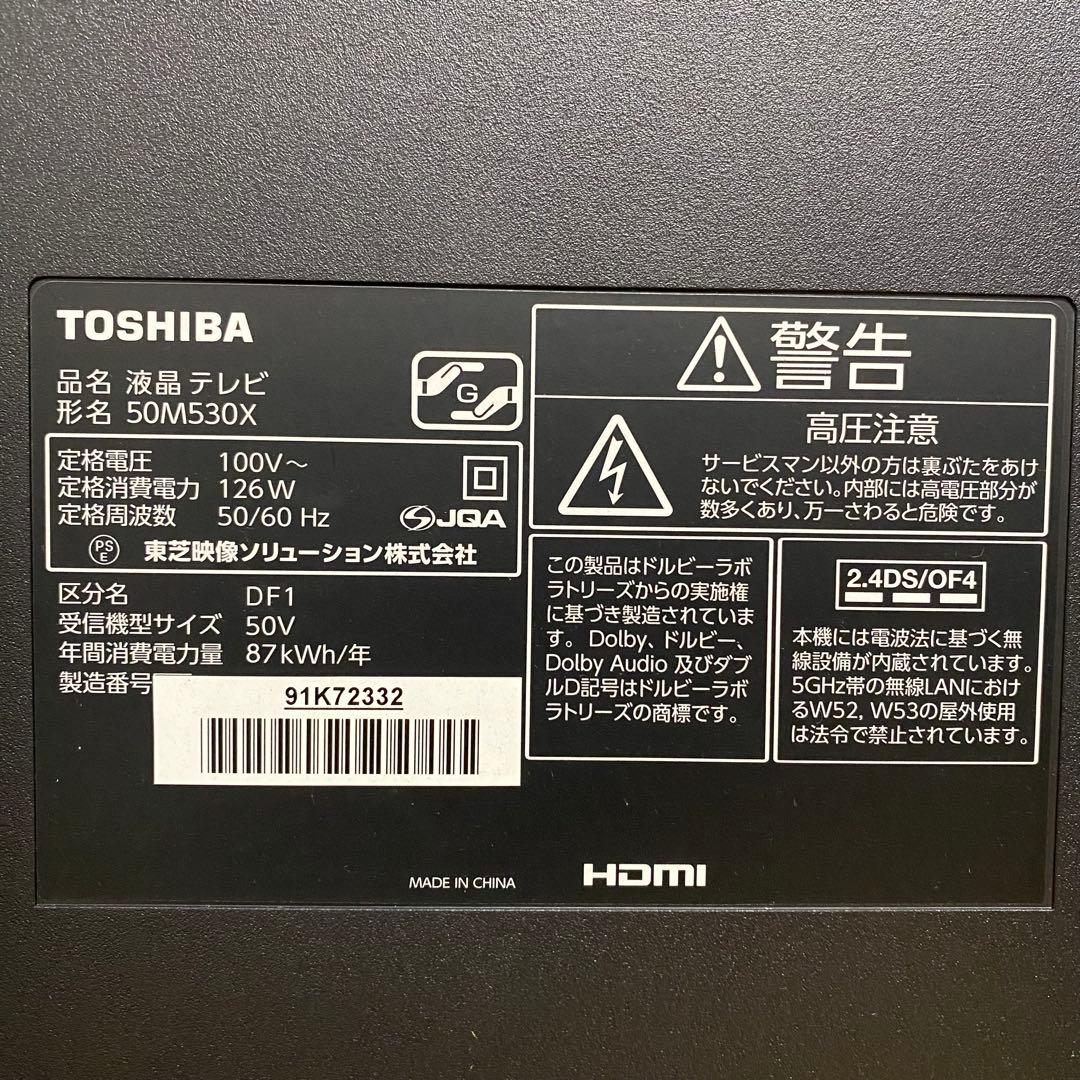 TOSHIBA
品名 液晶テレビ
形名 50M530X
G
定格電圧 100V～
定格消費電力 126W
定格周波数 50/60 Hz
JQA
PS
E
東芝映像ソリューション株式会社
区分名 DF1
受信機型サイズ 50V
年間消費電力量 87kWh/年
製造番号
91K72332
警告
高圧注意
サービスマン以外の方は裏ぶたをあけ
ないでください。内部には高電圧部分が
数多くあり、万一さわると危険です。
この製品はドルビーラボ
ラトリーズからの実施権
に基づき製造されていま
す。Dolby、ドルビー、
Dolby Audio 及びダブ
ルD記号はドルビーラボ
ラトリーズの商標です。
2.4DS/OF4
本機には電波法に基づく無
線設備が内蔵されています。
5GHz帯の無線LANにおけ
るW52, W53の屋外使用
は法令で禁止されています。
MADE IN CHINA
HDMI